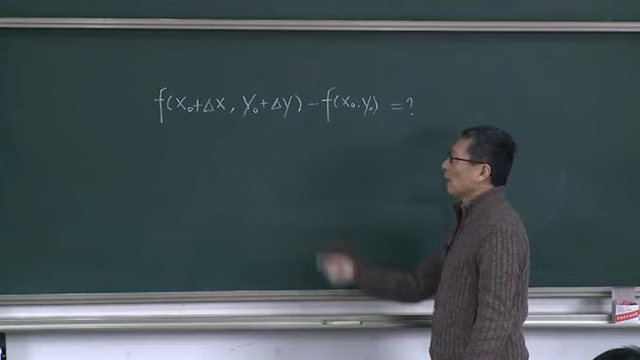 f(x₀+Δx, y₀+Δy) − f(x₀,y₀) = ?